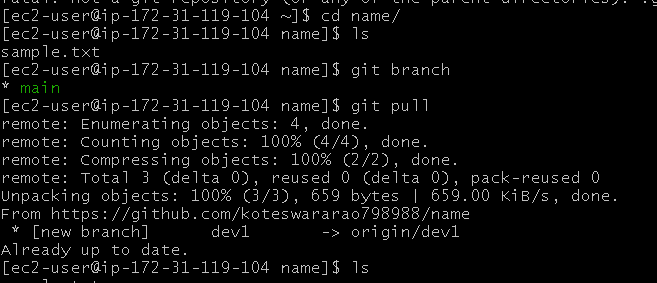 fatal: not a git repository (or any of the parent directories): .g
[ec2-user@ip-172-31-119-104 ~]$ cd name/
[ec2-user@ip-172-31-119-104 name]$ ls
sample.txt
[ec2-user@ip-172-31-119-104 name]$ git branch
* main
[ec2-user@ip-172-31-119-104 name]$ git pull
remote: Enumerating objects: 4, done.
remote: Counting objects: 100% (4/4), done.
remote: Compressing objects: 100% (2/2), done.
remote: Total 3 (delta 0), reused 0 (delta 0), pack-reused 0
Unpacking objects: 100% (3/3), 659 bytes | 659.00 KiB/s, done.
From https://github.com/koteswararao798988/name
 * [new branch]      dev1       -> origin/dev1
Already up to date.
[ec2-user@ip-172-31-119-104 name]$ ls